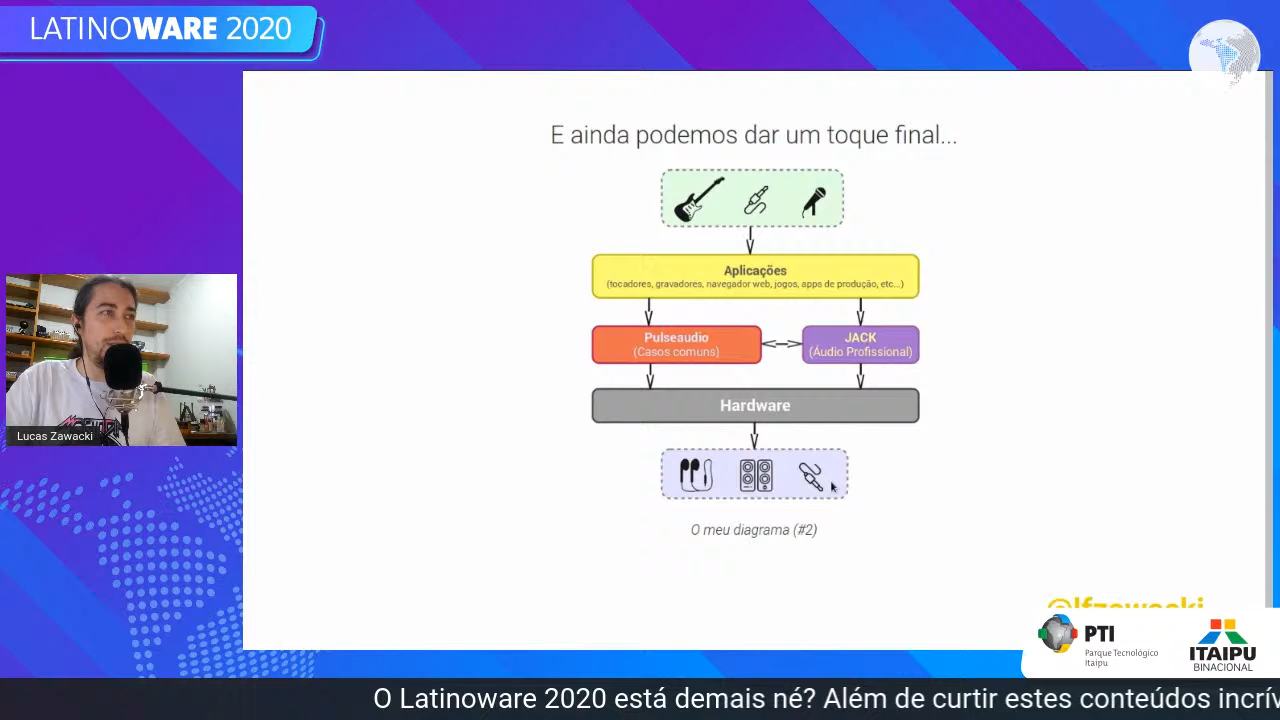 LATINOWARE 2020
E ainda podemos dar um toque final...
Aplicações
(tocadores, gravadores, navegador web, jogos, apps de produção, etc...)
Pulseaudio
(Casos comuns)
JACK
(Áudio Profissional)
Hardware
O meu diagrama (#2)
Lucas Zawacki
@lfzawacki
PTI
Parque Tecnológico
Itaipu
ITAIPU
BINACIONAL
O Latinoware 2020 está demais né? Além de curtir estes conteúdos incrív